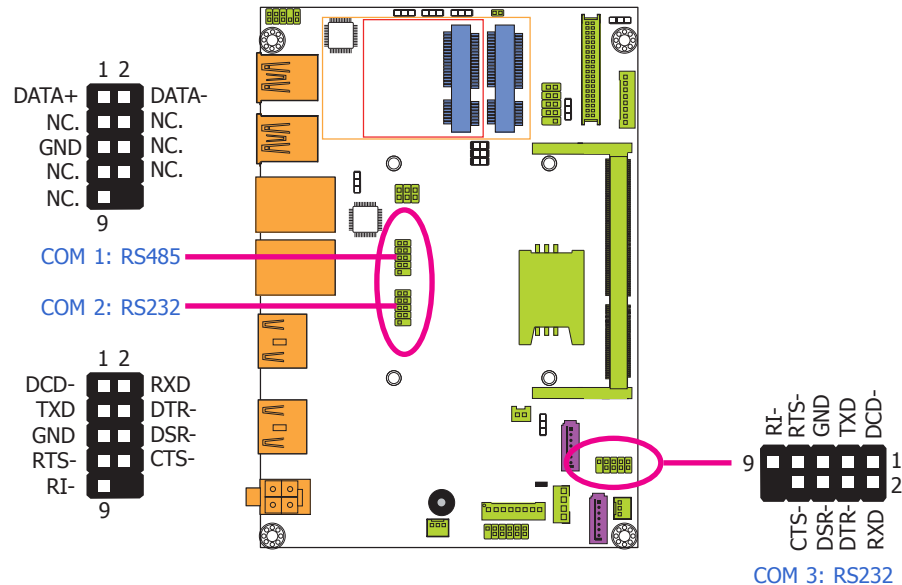 1 2
DATA+ DATA-
NC. NC.
GND NC.
NC. NC.
NC.
9
COM 1: RS485
COM 2: RS232
1 2
DCD- RXD
TXD DTR-
GND DSR-
RTS- CTS-
RI-
9
RI- RTS- GND TXD DCD-
9 1
2
CTS- DSR- DTR- RXD
COM 3: RS232